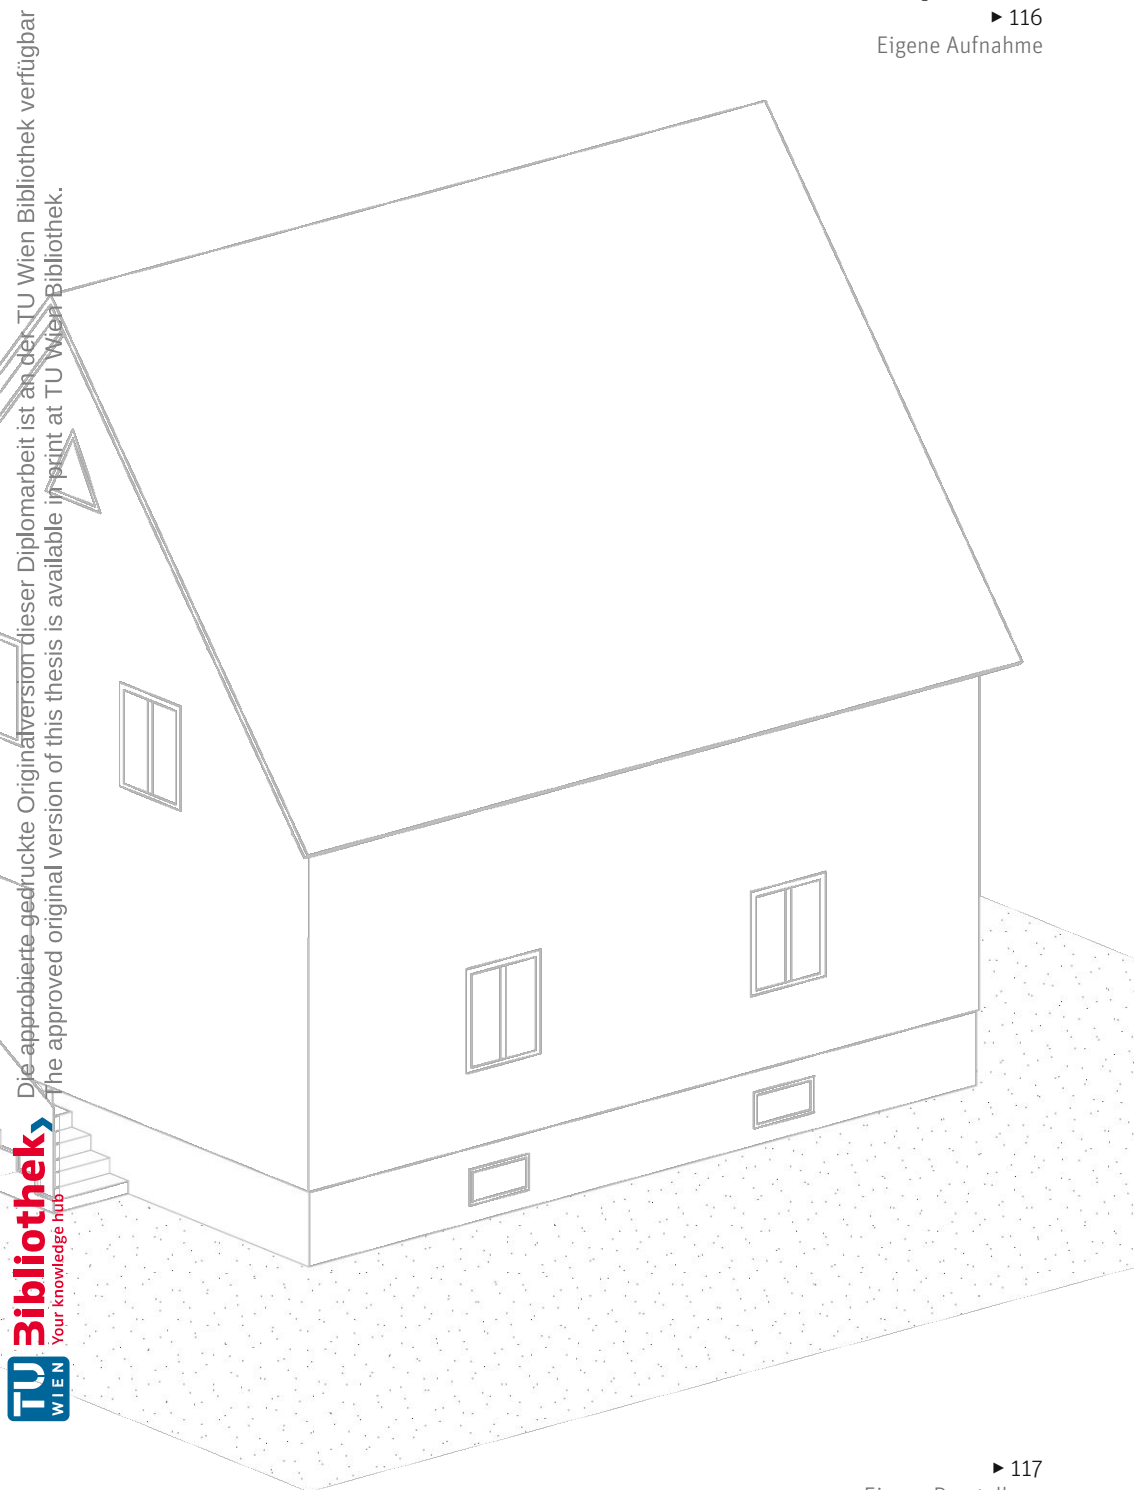 ▸ 116
Eigene Aufnahme
Die approbierte gedruckte Originalversion dieser Diplomarbeit ist an der TU Wien Bibliothek verfügbar
The approved original version of this thesis is available in print at TU Wien Bibliothek.
TU WIEN
Bibliothek
Your knowledge hub
▸ 117